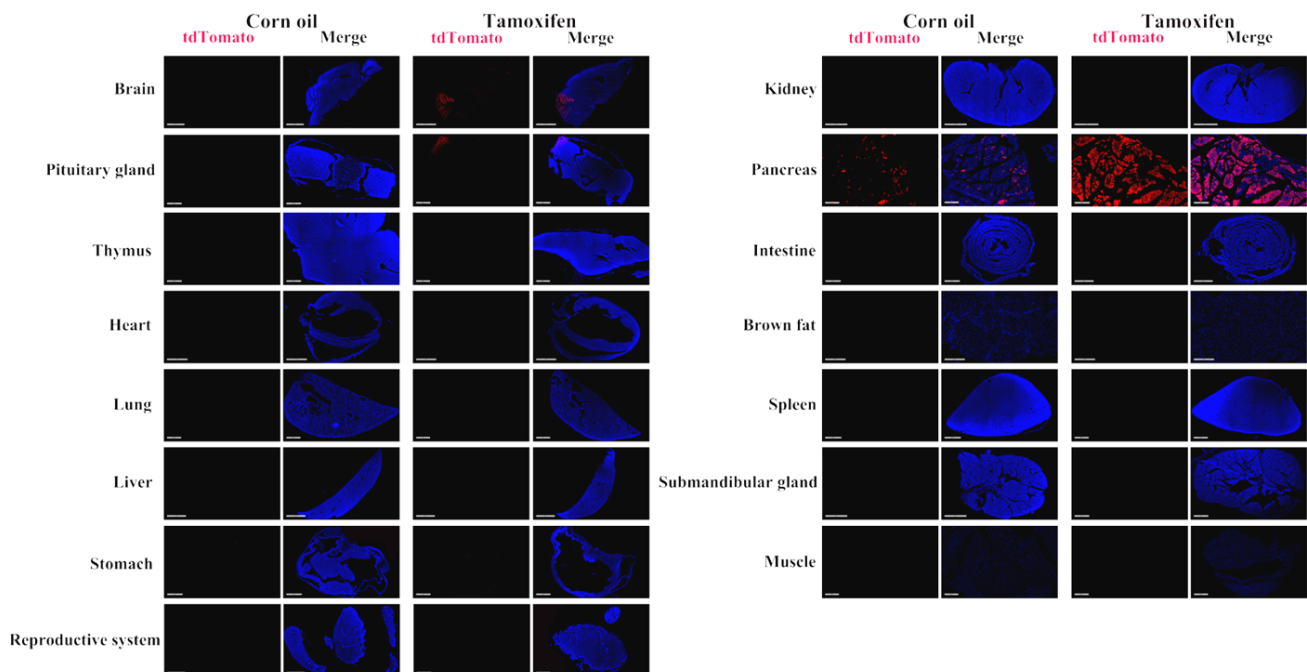 Corn oil Tamoxifen
tdTomato Merge tdTomato Merge
Brain
Pituitary gland
Thymus
Heart
Lung
Liver
Stomach
Reproductive system
Corn oil Tamoxifen
tdTomato Merge tdTomato Merge
Kidney
Pancreas
Intestine
Brown fat
Spleen
Submandibular gland
Muscle